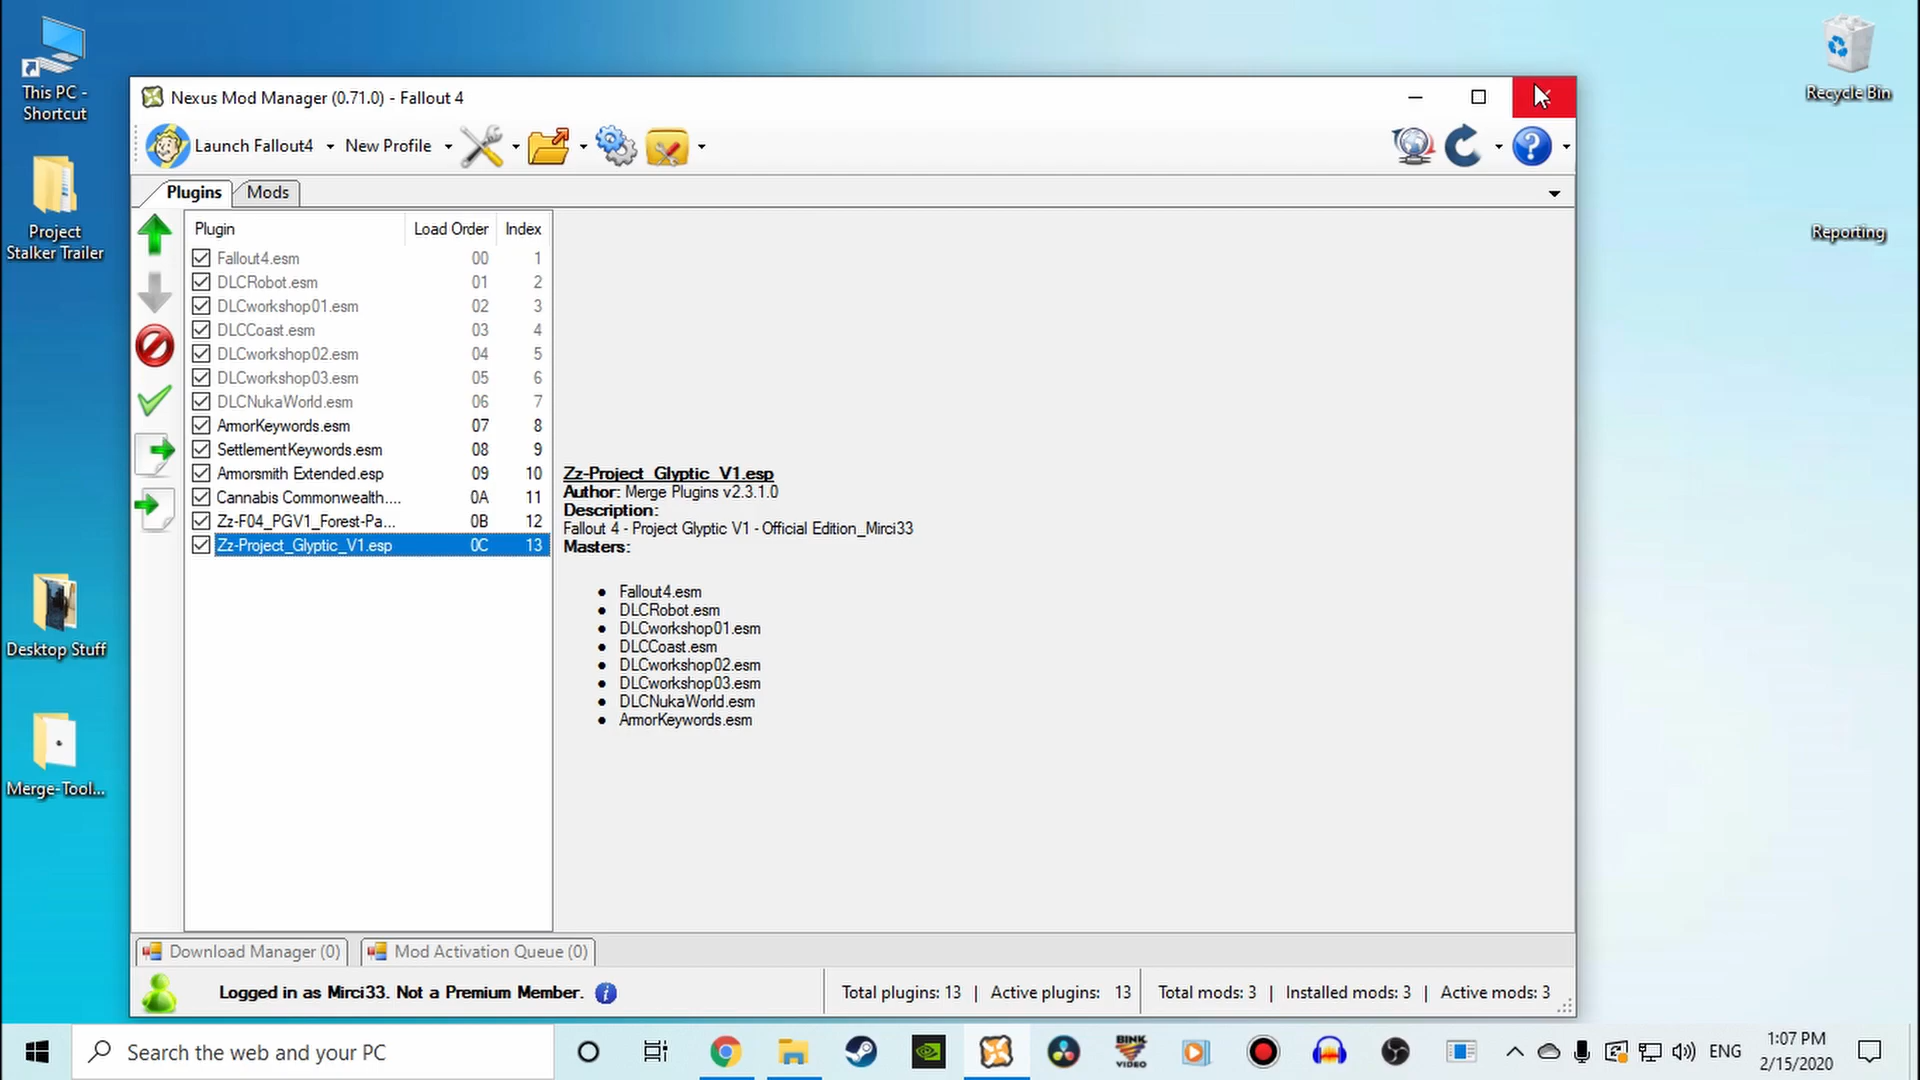 This PC -
Shortcut
Project
Stalker Trailer
Desktop Stuff
Merge-Tool...
Recycle Bin
Reporting
Nexus Mod Manager (0.71.0) - Fallout 4
Launch Fallout4 New Profile
Plugins Mods
Plugin Load Order Index
Fallout4.esm 00 1
DLCRobot.esm 01 2
DLCworkshop01.esm 02 3
DLCCoast.esm 03 4
DLCworkshop02.esm 04 5
DLCworkshop03.esm 05 6
DLCNukaWorld.esm 06 7
ArmorKeywords.esm 07 8
SettlementKeywords.esm 08 9
Armorsmith Extended.esp 09 10
Cannabis Commonwealth.... 0A 11
Zz-F04_PGV1_Forest-Pa... 0B 12
Zz-Project_Glyptic_V1.esp 0C 13
Zz-Project_Glyptic_V1.esp
Author: Merge Plugins v2.3.1.0
Description:
Fallout 4 - Project Glyptic V1 - Official Edition_Mirci33
Masters:
• Fallout4.esm
• DLCRobot.esm
• DLCworkshop01.esm
• DLCCoast.esm
• DLCworkshop02.esm
• DLCworkshop03.esm
• DLCNukaWorld.esm
• ArmorKeywords.esm
Download Manager (0) Mod Activation Queue (0)
Logged in as Mirci33. Not a Premium Member. Total plugins: 13 | Active plugins: 13 Total mods: 3 | Installed mods: 3 | Active mods: 3
Search the web and your PC
BINK
VIDEO
ENG
1:07 PM
2/15/2020